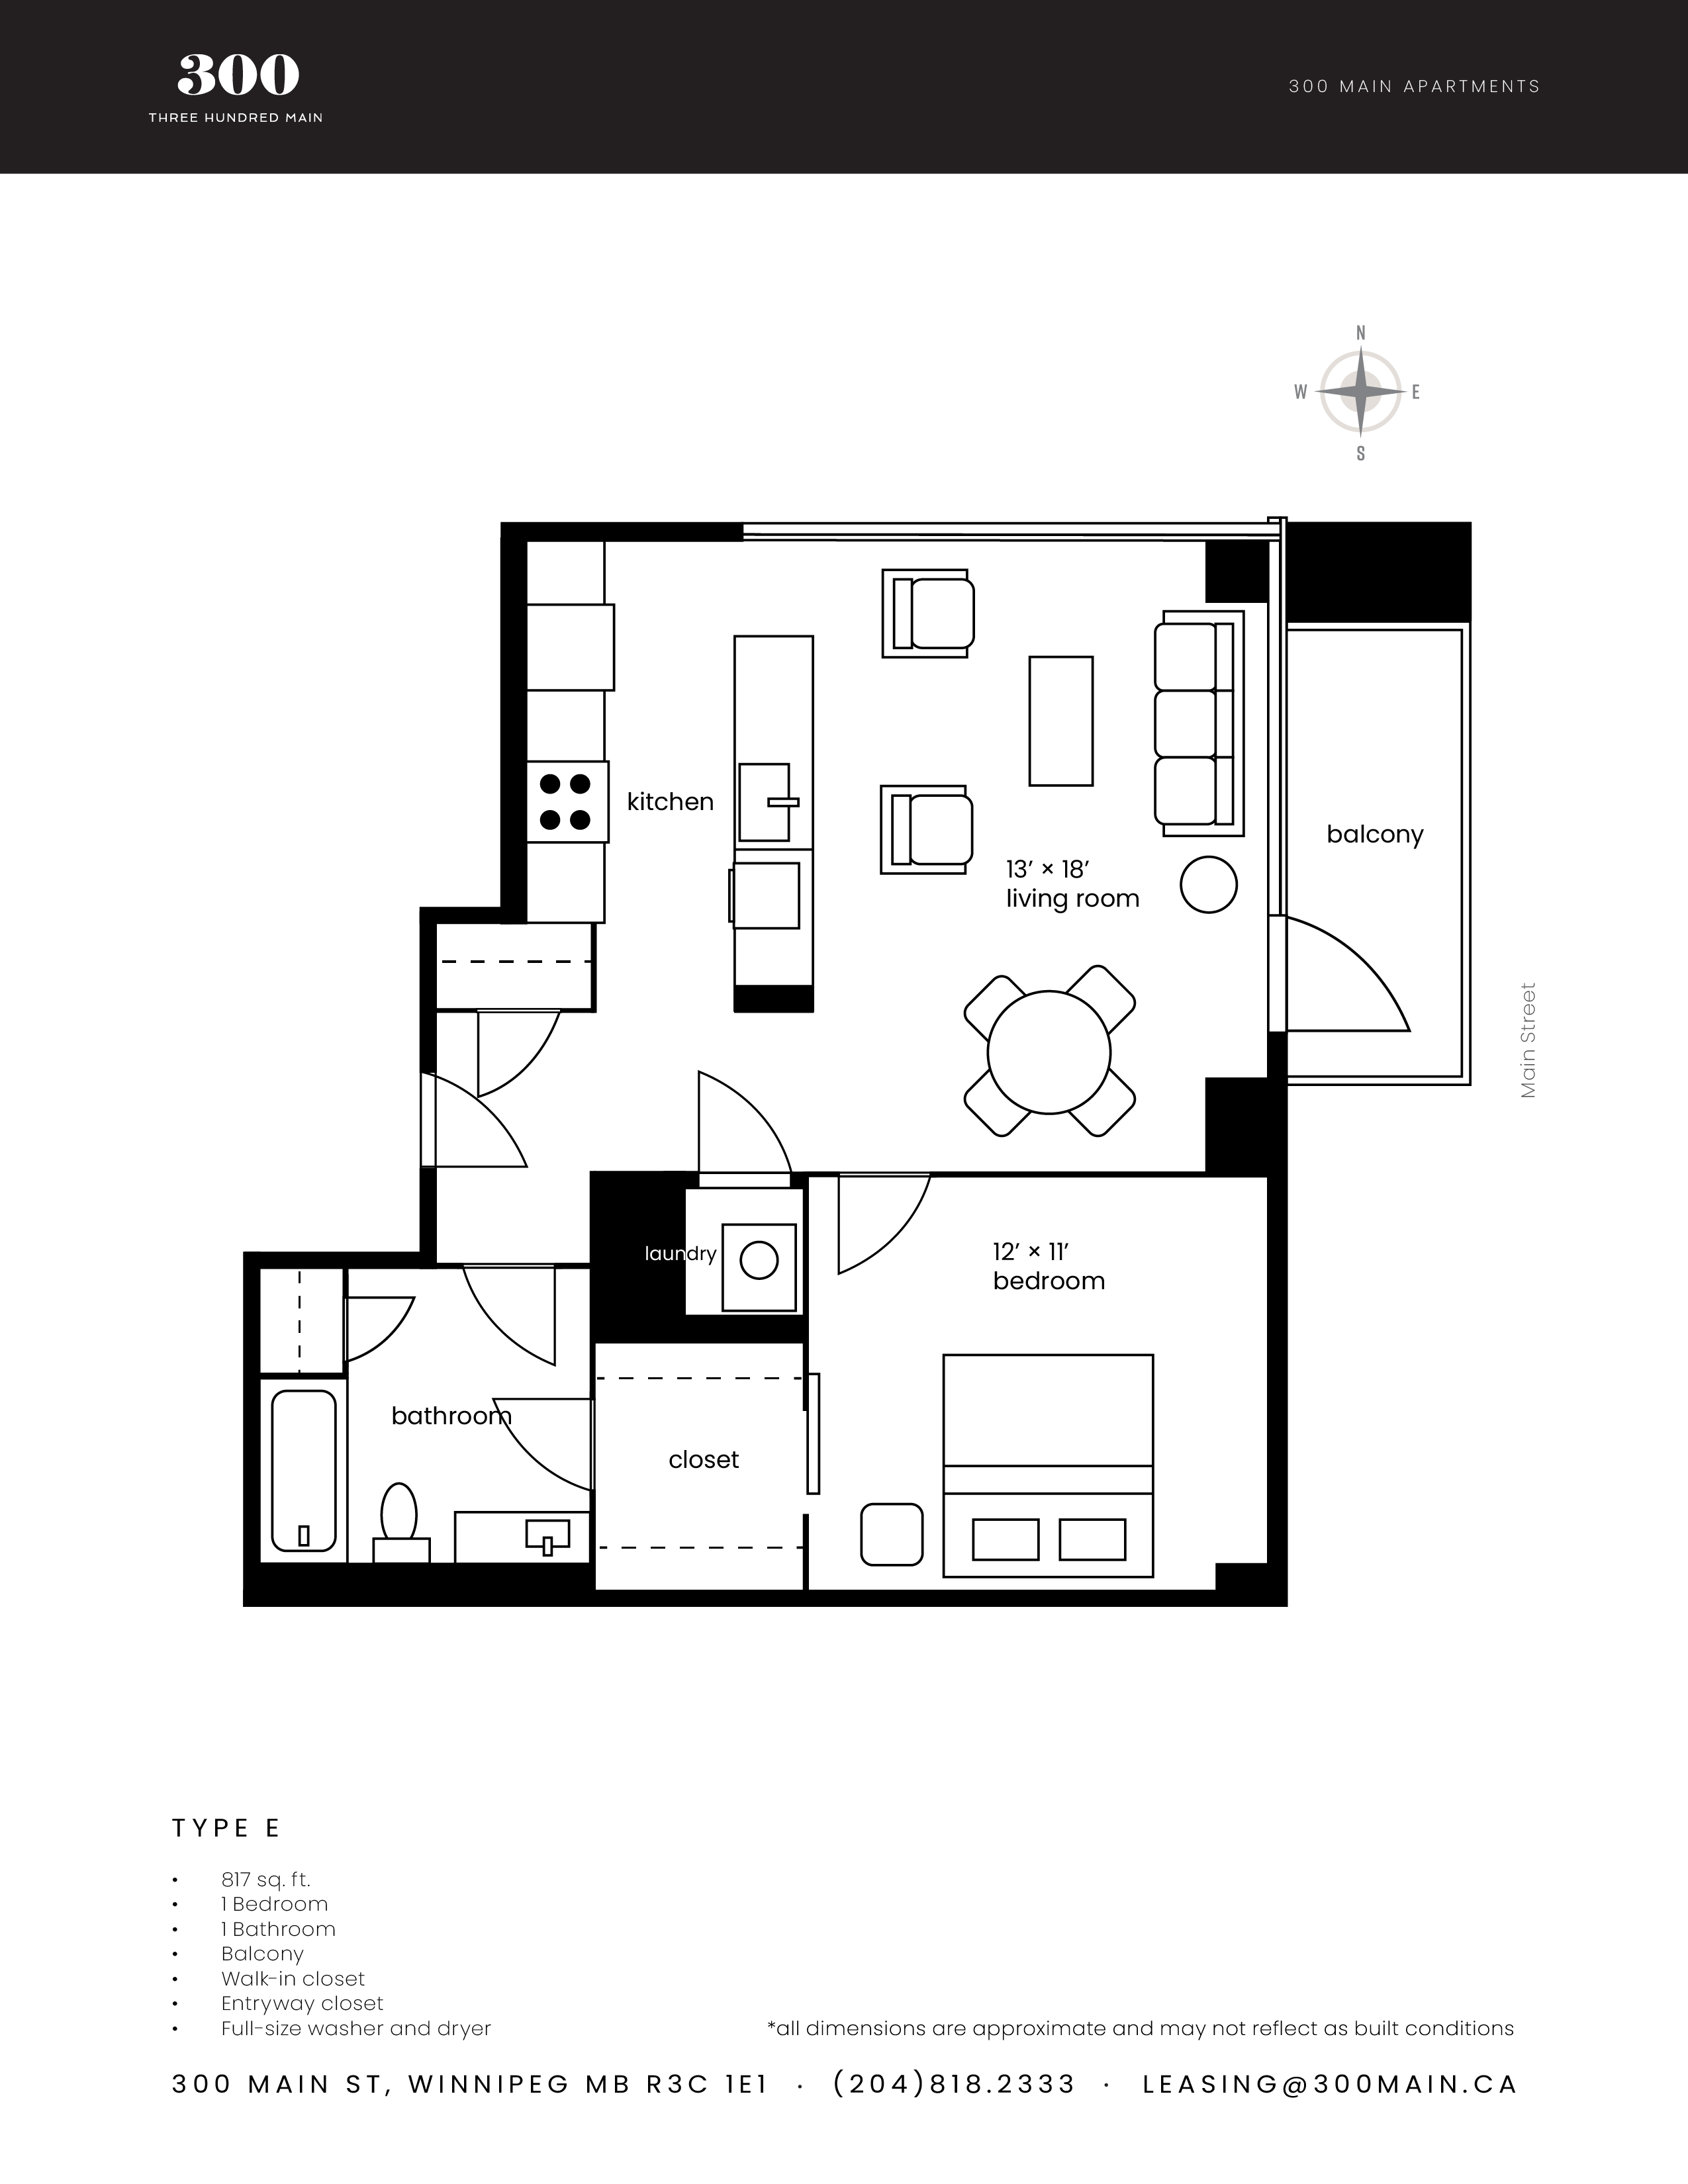 300
THREE HUNDRED MAIN
300 MAIN APARTMENTS
N
W
E
S
kitchen
balcony
13’ × 18’
living room
Main Street
laundry
12’ × 11’
bedroom
bathroom
closet
TYPE E
• 817 sq. ft.
• 1 Bedroom
• 1 Bathroom
• Balcony
• Walk-in closet
• Entryway closet
• Full-size washer and dryer
*all dimensions are approximate and may not reflect as built conditions
300 MAIN ST, WINNIPEG MB R3C 1E1 · (204)818.2333 · LEASING@300MAIN.CA